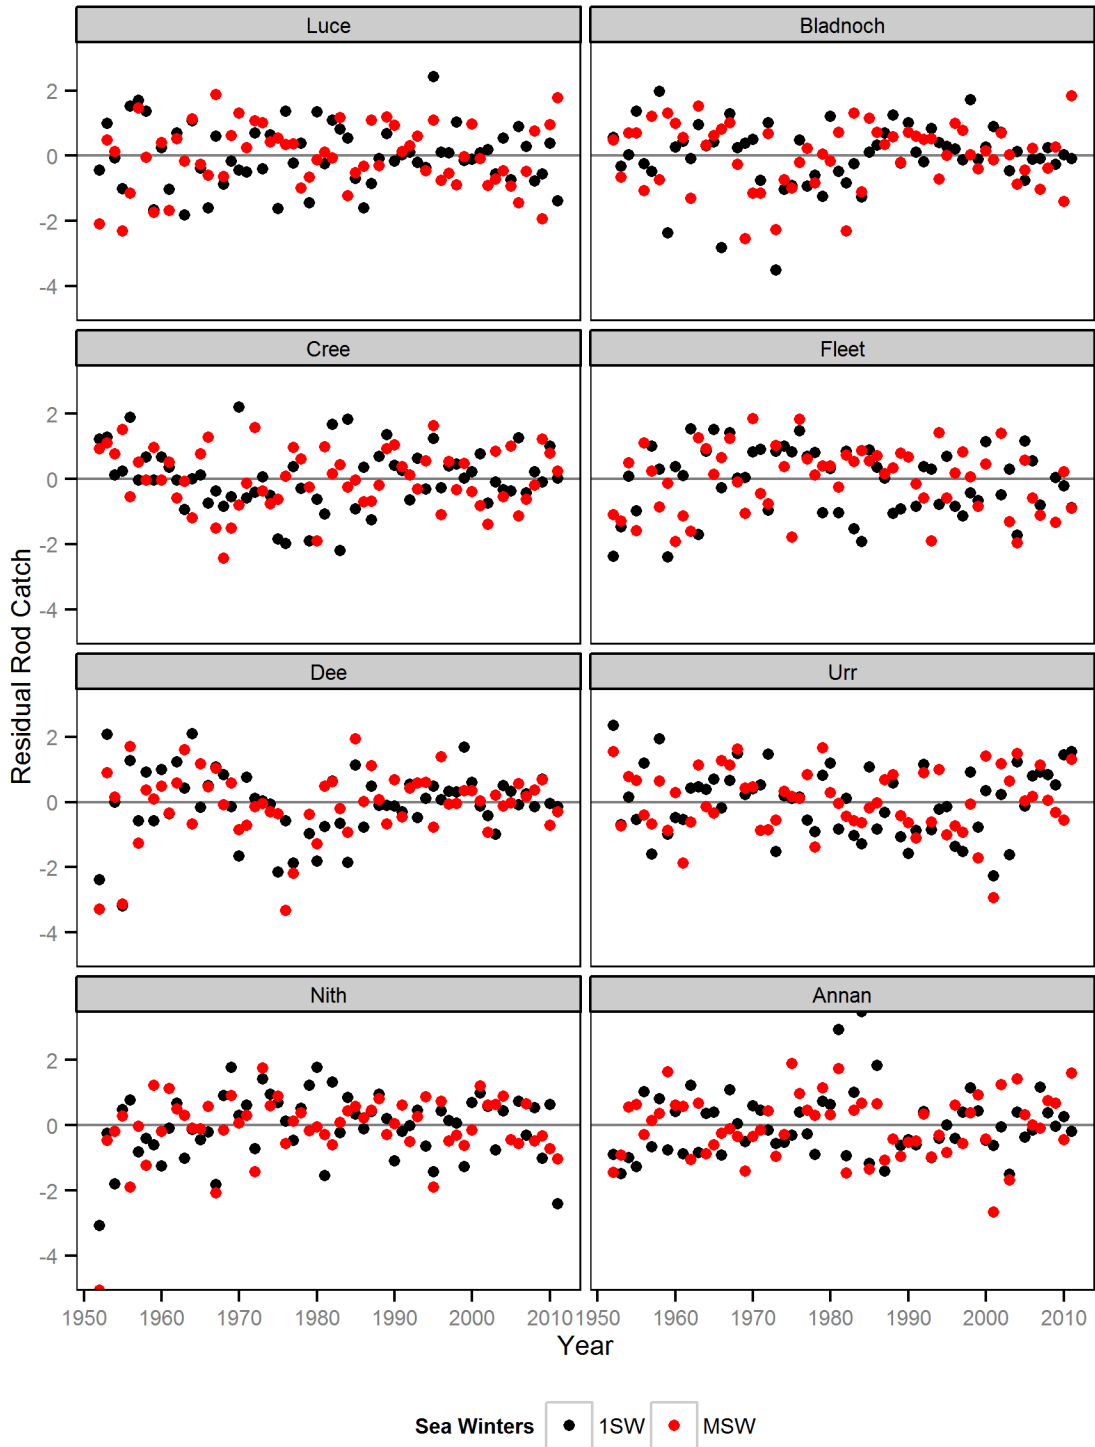 Luce
Bladnoch
2
0
-2
-4
Cree
Fleet
2
0
-2
-4
Dee
Urr
2
0
-2
-4
Nith
Annan
2
0
-2
-4
Residual Rod Catch
1950 1960 1970 1980 1990 2000 2010 1950 1960 1970 1980 1990 2000 2010
Year
Sea Winters 1SW MSW